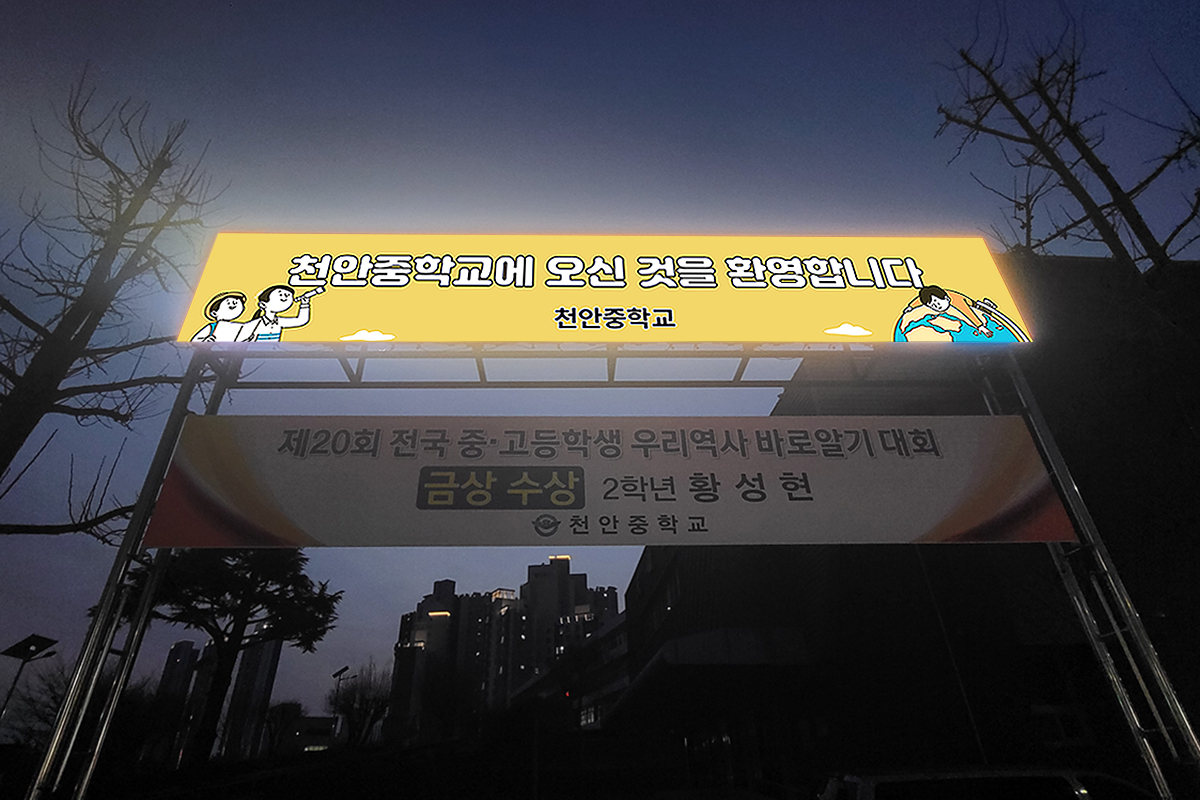 천안중학교에 오신 것을 환영합니다
천안중학교
제20회 전국 중·고등학생 우리역사 바로알기 대회
금상 수상 2학년 황성현
천안중학교